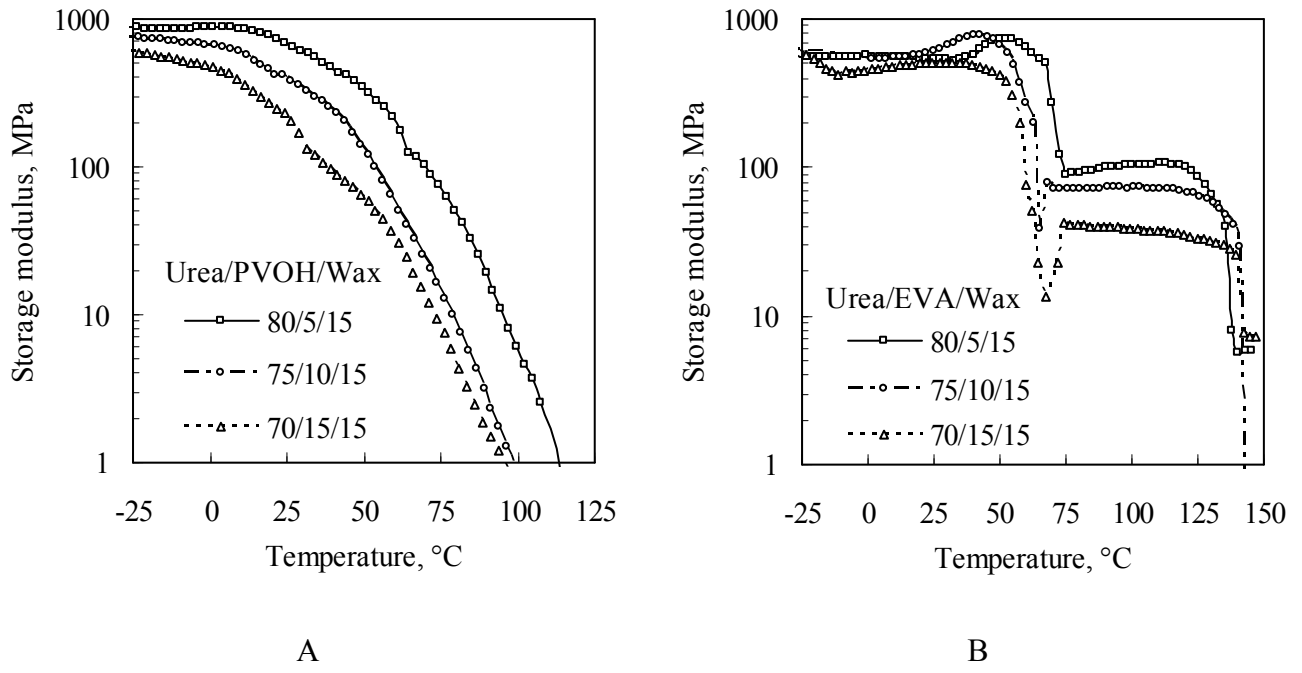 1000
100
10
1
Storage modulus, MPa
Urea/PVOH/Wax
80/5/15
75/10/15
70/15/15
-25 0 25 50 75 100 125
Temperature, °C
A
1000
100
10
1
Storage modulus, MPa
Urea/EVA/Wax
80/5/15
75/10/15
70/15/15
-25 0 25 50 75 100 125 150
Temperature, °C
B